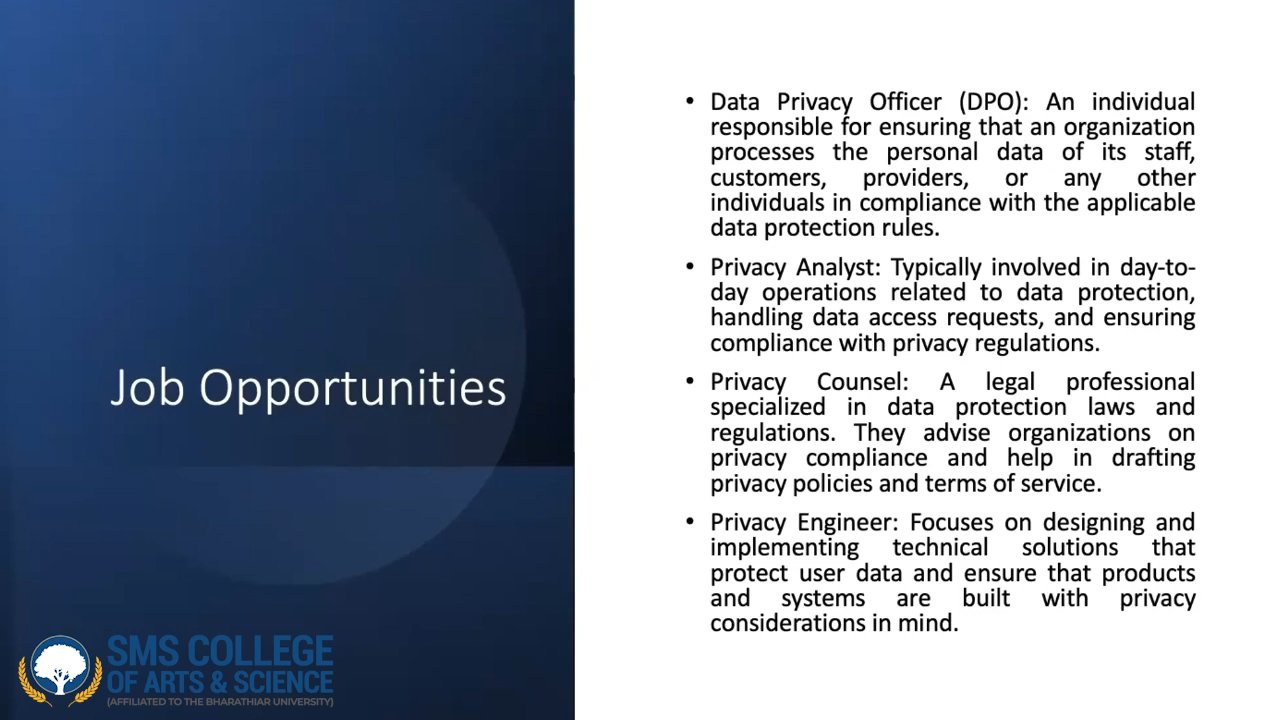 Job Opportunities
• Data Privacy Officer (DPO): An individual
responsible for ensuring that an organization
processes the personal data of its staff,
customers, providers, or any other
individuals in compliance with the applicable
data protection rules.
• Privacy Analyst: Typically involved in day-to-
day operations related to data protection,
handling data access requests, and ensuring
compliance with privacy regulations.
• Privacy Counsel: A legal professional
specialized in data protection laws and
regulations. They advise organizations on
privacy compliance and help in drafting
privacy policies and terms of service.
• Privacy Engineer: Focuses on designing and
implementing technical solutions that
protect user data and ensure that products
and systems are built with privacy
considerations in mind.
SMS COLLEGE
OF ARTS & SCIENCE
(AFFILIATED TO THE BHARATHIAR UNIVERSITY)